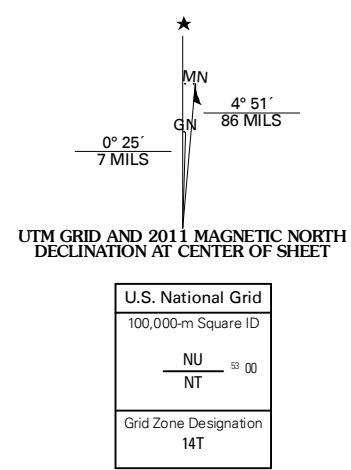 ★
MN
GN
4° 51´
86 MILS
0° 25´
7 MILS
UTM GRID AND 2011 MAGNETIC NORTH
DECLINATION AT CENTER OF SHEET
U.S. National Grid
100,000-m Square ID
NU
53 00
NT
Grid Zone Designation
14T